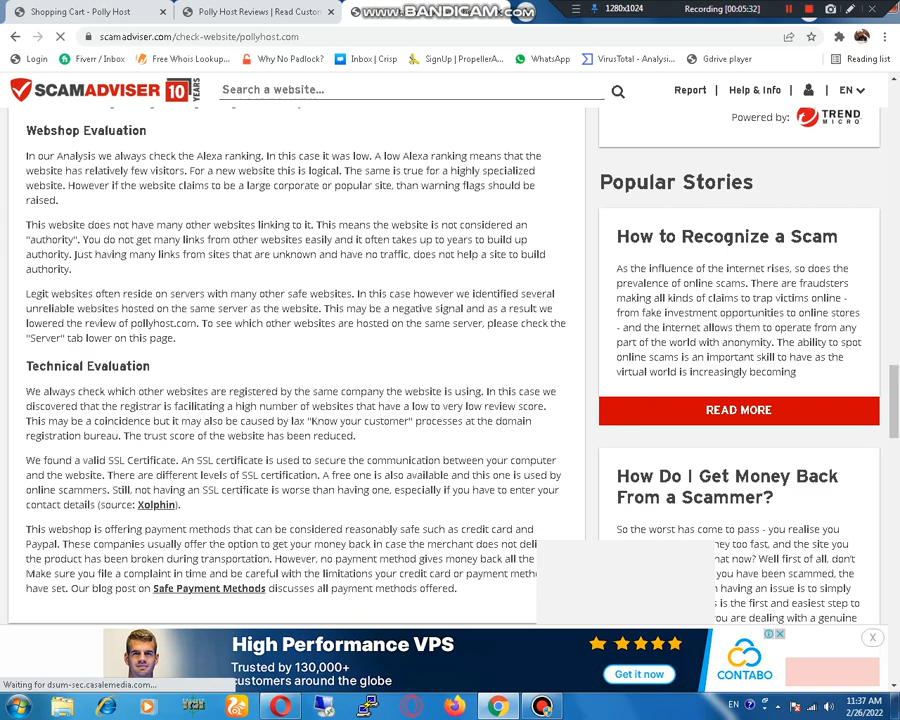 Shopping Cart - Polly Host
Polly Host Reviews | Read Custom
WWW.BANDICAM.COM
1280x1024
Recording [00:05:32]
scamadviser.com/check-website/pollyhost.com
Login
Fiverr / Inbox
Free Whois Lookup...
Why No Padlock?
Inbox | Crisp
SignUp | PropellerA...
WhatsApp
VirusTotal - Analysi...
Gdrive player
Reading list
SCAMADVISER 10 YEARS
Search a website...
Report
Help & Info
EN
Webshop Evaluation
In our Analysis we always check the Alexa ranking. In this case it was low. A low Alexa ranking means that the
website has relatively few visitors. For a new website this is logical. The same is true for a highly specialized
website. However if the website claims to be a large corporate or popular site, than warning flags should be
raised.
This website does not have many other websites linking to it. This means the website is not considered an
"authority". You do not get many links from other websites easily and it often takes up to years to build up
authority. Just having many links from sites that are unknown and have no traffic, does not help a site to build
authority.
Legit websites often reside on servers with many other safe websites. In this case however we identified several
unreliable websites hosted on the same server as the website. This may be a negative signal and as a result we
lowered the review of pollyhost.com. To see which other websites are hosted on the same server, please check the
"Server" tab lower on this page.
Technical Evaluation
We always check which other websites are registered by the same company the website is using. In this case we
discovered that the registrar is facilitating a high number of websites that have a low to very low review score.
This may be a coincidence but it may also be caused by lax "Know your customer" processes at the domain
registration bureau. The trust score of the website has been reduced.
We found a valid SSL Certificate. An SSL certificate is used to secure the communication between your computer
and the website. There are different levels of SSL certification. A free one is also available and this one is used by
online scammers. Still, not having an SSL certificate is worse than having one, especially if you have to enter your
contact details (source: Xolphin).
This webshop is offering payment methods that can be considered reasonably safe such as credit card and
Paypal. These companies usually offer the option to get your money back in case the merchant does not deli
the product has been broken during transportation. However, no payment method gives money back all the
Make sure you file a complaint in time and be careful with the limitations your credit card or payment meth
have set. Our blog post on Safe Payment Methods discusses all payment methods offered.
Powered by:
TREND
MICRO
Popular Stories
How to Recognize a Scam
As the influence of the internet rises, so does the
prevalence of online scams. There are fraudsters
making all kinds of claims to trap victims online -
from fake investment opportunities to online stores
- and the internet allows them to operate from any
part of the world with anonymity. The ability to spot
online scams is an important skill to have as the
virtual world is increasingly becoming
READ MORE
How Do I Get Money Back
From a Scammer?
So the worst has come to pass - you realise you
ney too fast, and the site you
hat now? Well first of all, don't
you have been scammed, the
n having an issue is to simply
s is the first and easiest step to
you are dealing with a genuine
High Performance VPS
Trusted by 130,000+
customers around the globe
Get it now
CONTABO
X
Waiting for dsum-sec.casalemedia.com...
EN
11:37 AM
2/26/2022